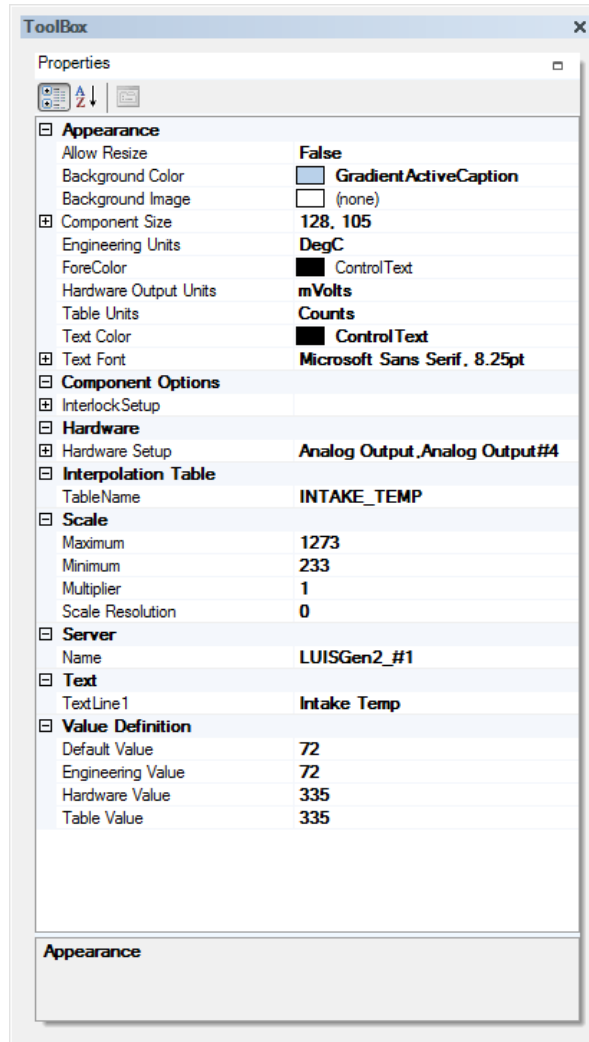 ToolBox
Properties
Appearance
Allow Resize False
Background Color GradientActiveCaption
Background Image (none)
Component Size 128, 105
Engineering Units DegC
ForeColor ControlText
Hardware Output Units mVolts
Table Units Counts
Text Color ControlText
Text Font Microsoft Sans Serif, 8.25pt
Component Options
InterlockSetup
Hardware
Hardware Setup Analog Output,Analog Output#4
Interpolation Table
TableName INTAKE_TEMP
Scale
Maximum 1273
Minimum 233
Multiplier 1
Scale Resolution 0
Server
Name LUISGen2_#1
Text
TextLine1 Intake Temp
Value Definition
Default Value 72
Engineering Value 72
Hardware Value 335
Table Value 335
Appearance